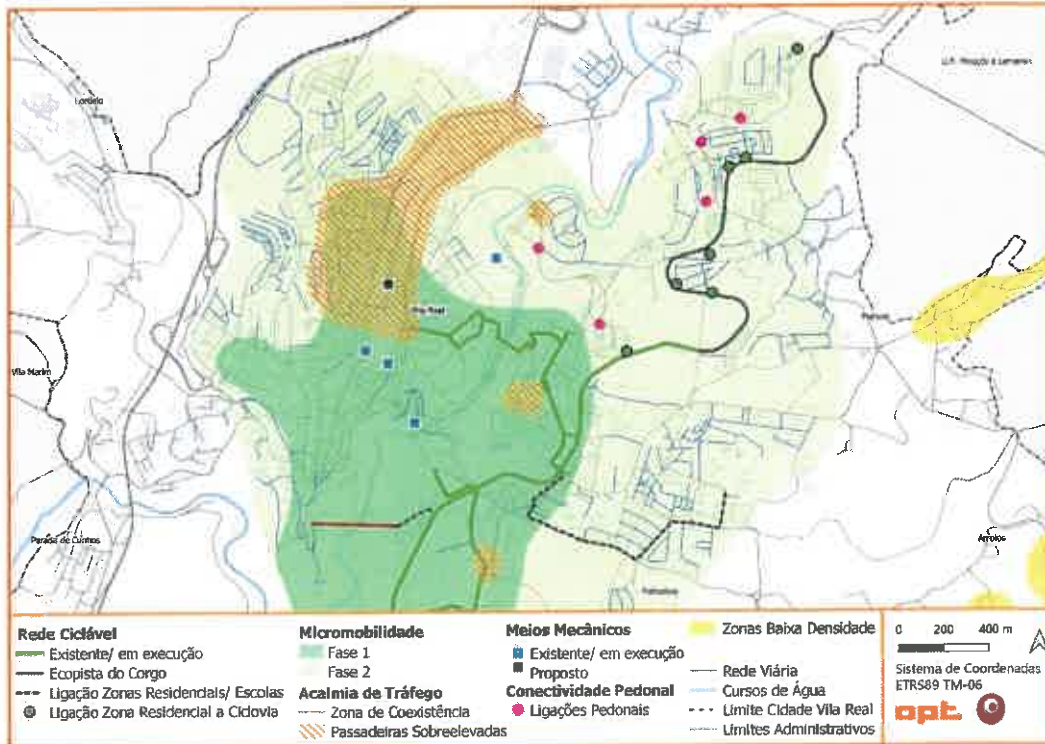 Lordelo
U.F. Mouçós e Lamares
Vila Real
Vila Marim
Parada de Cunhos
Arroios
Rede Ciclável
Existente/ em execução
Ecopista do Corgo
Ligação Zonas Residenciais/ Escolas
Ligação Zona Residencial a Ciclovia
Micromobilidade
Fase 1
Fase 2
Acalmia de Tráfego
Zona de Coexistência
Passadeiras Sobreelevadas
Meios Mecânicos
Existente/ em execução
Proposto
Conectividade Pedonal
Ligações Pedonais
Zonas Baixa Densidade
Rede Viária
Cursos de Água
Limite Cidade Vila Real
Limites Administrativos
0 200 400 m
Sistema de Coordenadas
ETRS89 TM-06
opt